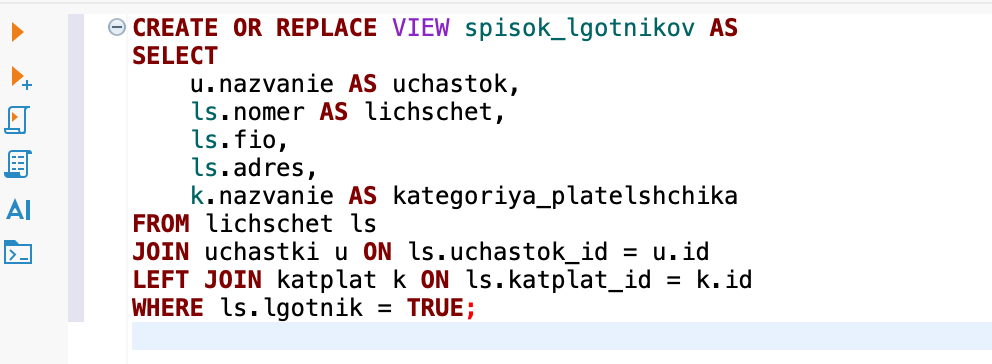 CREATE OR REPLACE VIEW spisok_lgotnikov AS
SELECT
    u.nazvanie AS uchastok,
    ls.nomer AS lichschet,
    ls.fio,
    ls.adres,
    k.nazvanie AS kategoriya_platelshchika
FROM lichschet ls
JOIN uchastki u ON ls.uchastok_id = u.id
LEFT JOIN katplat k ON ls.katplat_id = k.id
WHERE ls.lgotnik = TRUE;
AI